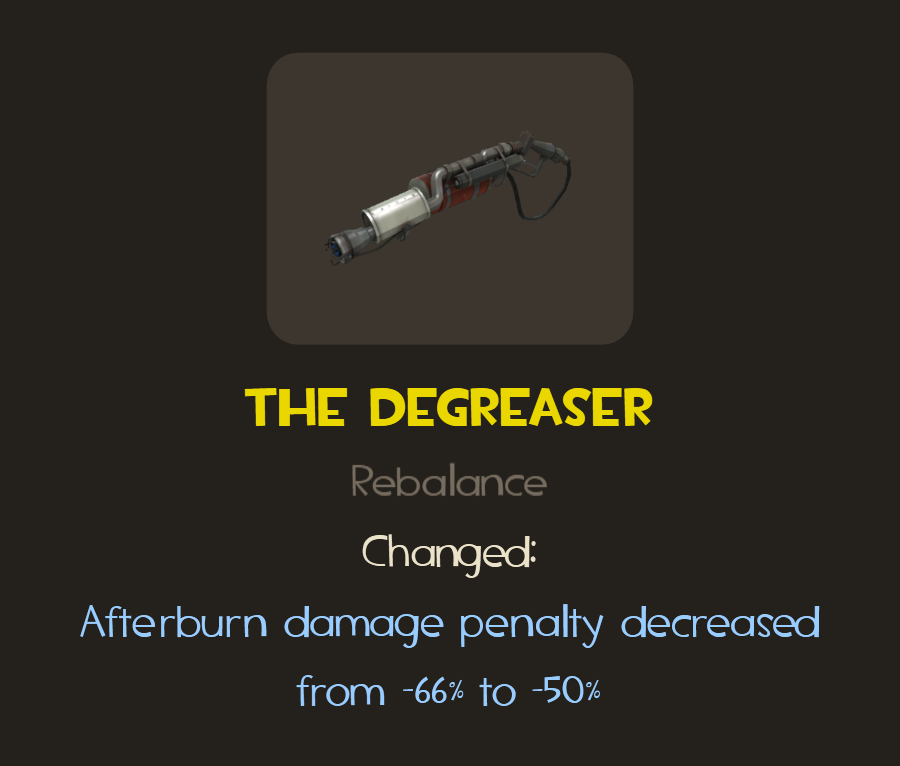 THE DEGREASER
Rebalance
Changed:
Afterburn damage penalty decreased
from -66% to -50%